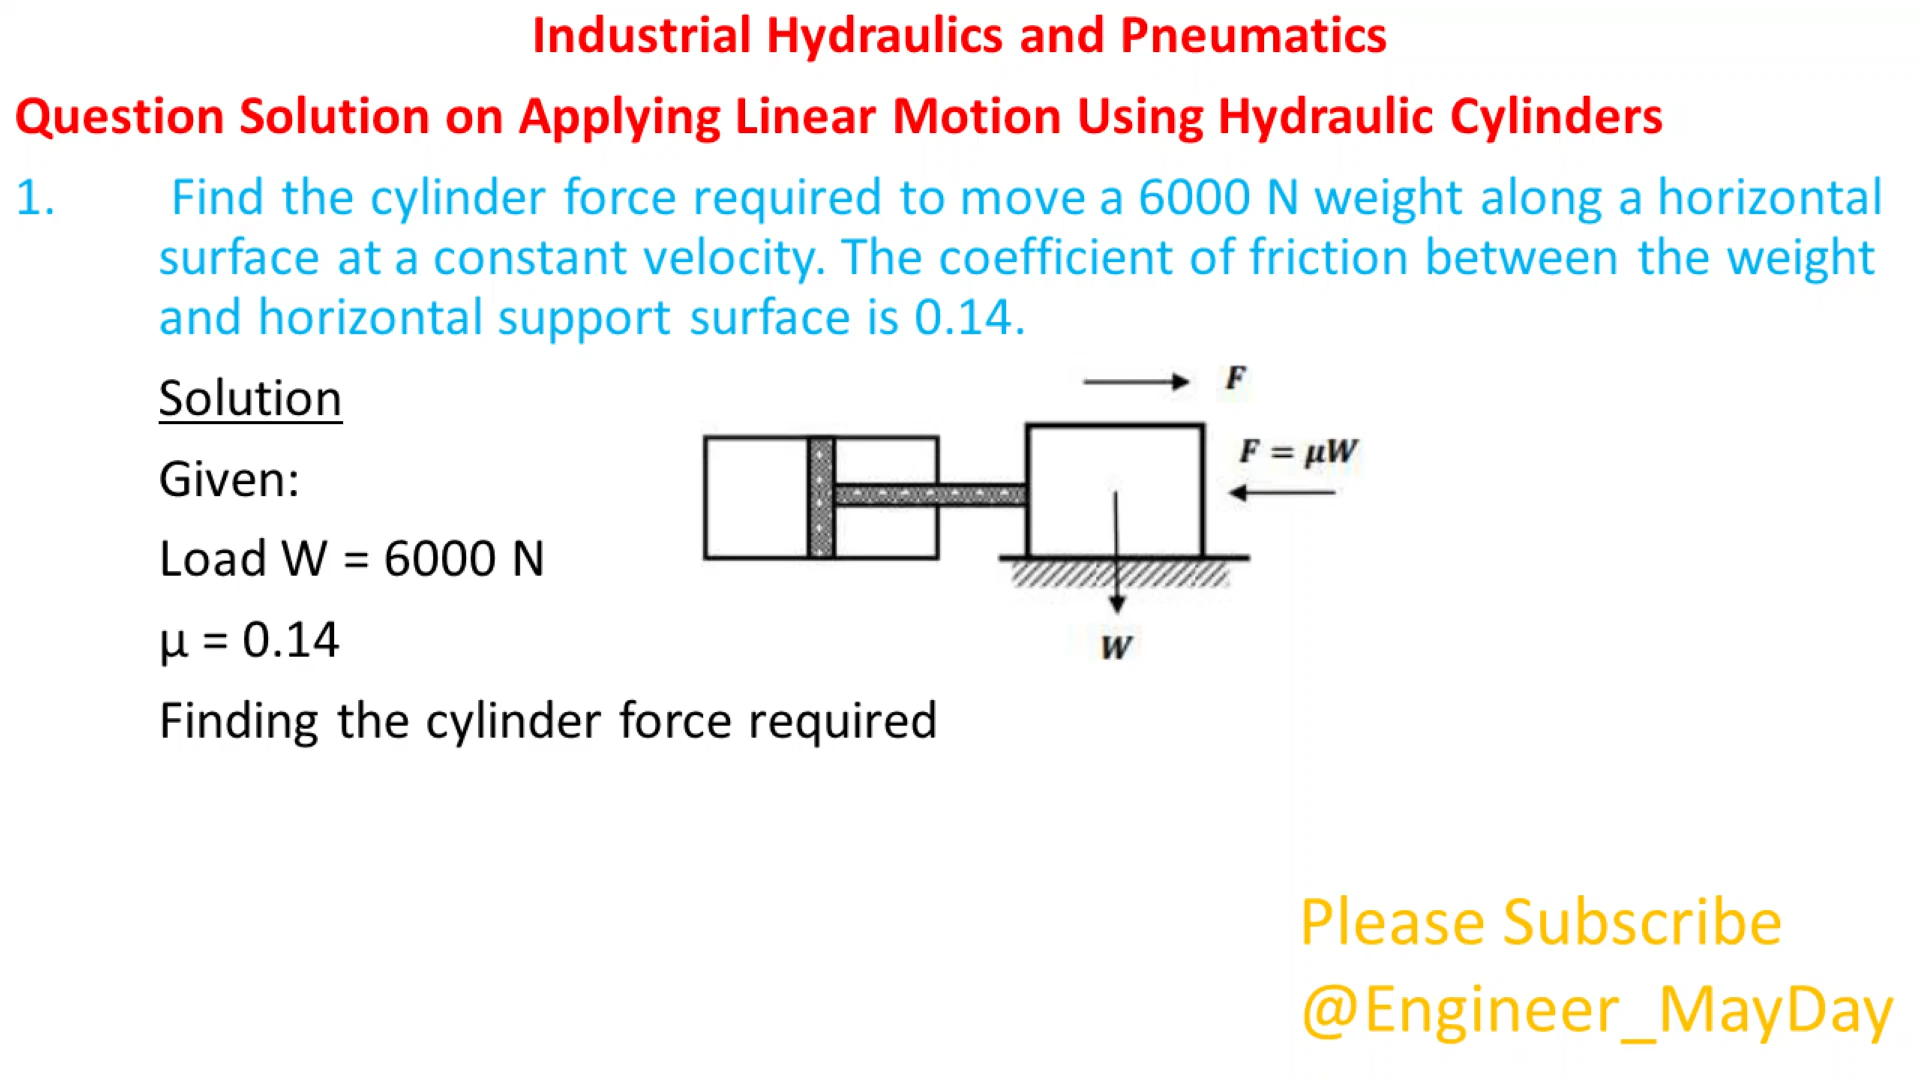 Industrial Hydraulics and Pneumatics
Question Solution on Applying Linear Motion Using Hydraulic Cylinders
1. Find the cylinder force required to move a 6000 N weight along a horizontal
surface at a constant velocity. The coefficient of friction between the weight
and horizontal support surface is 0.14.
Solution
Given:
Load W = 6000 N
μ = 0.14
Finding the cylinder force required
F
F = μW
W
Please Subscribe
@Engineer_MayDay